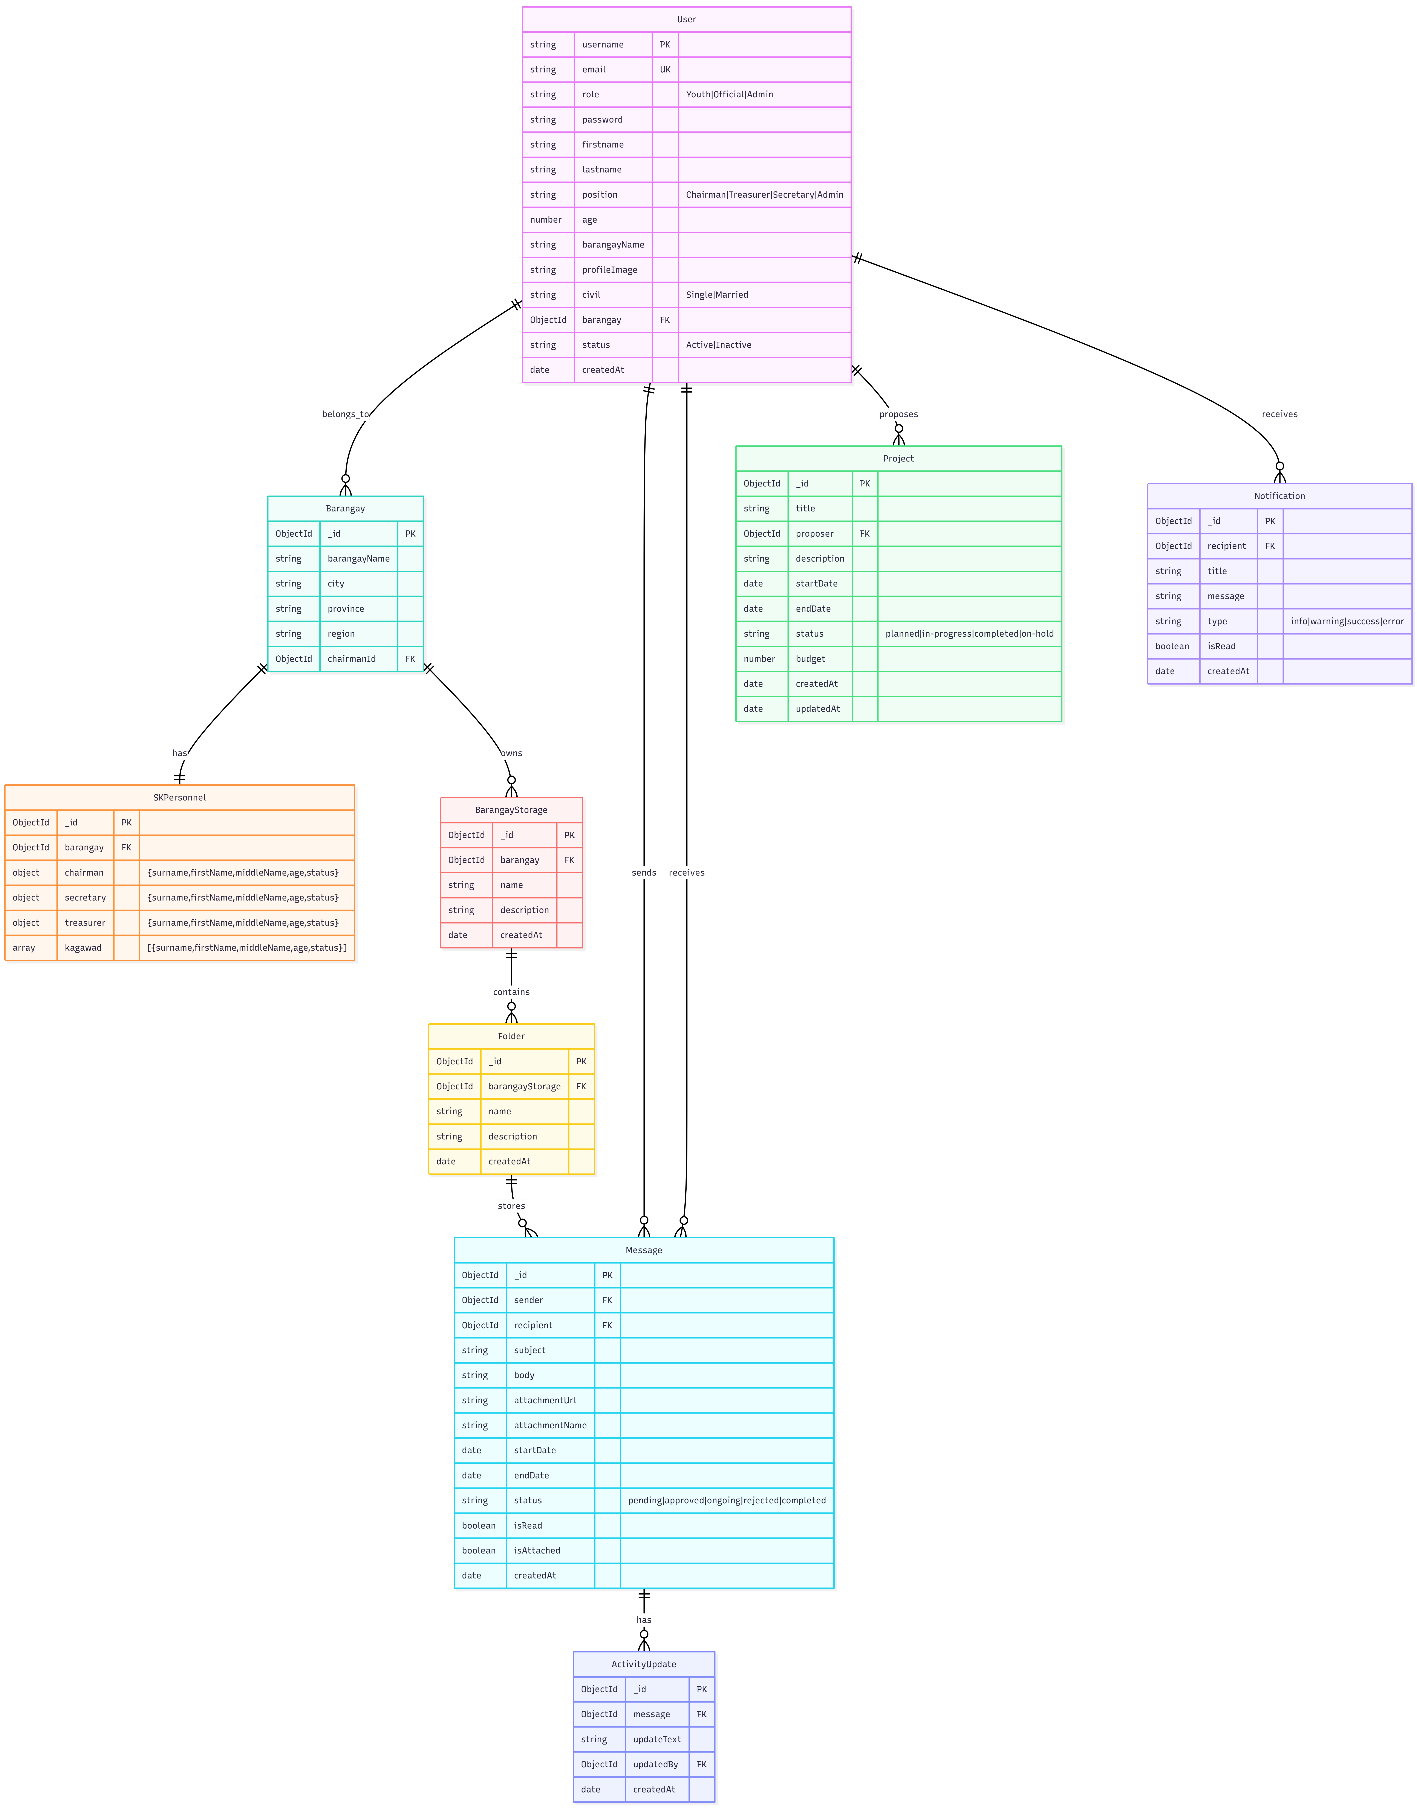 User
string username PK
string email UK
string role Youth|Official|Admin
string password
string firstname
string lastname
string position Chairman|Treasurer|Secretary|Admin
number age
string barangayName
string profileImage
string civil Single|Married
ObjectId barangay FK
string status Active|Inactive
date createdAt
belongs_to
proposes
receives
Barangay
ObjectId _id PK
string barangayName
string city
string province
string region
ObjectId chairmanId FK
Project
ObjectId _id PK
string title
ObjectId proposer FK
string description
date startDate
date endDate
string status planned|in-progress|completed|on-hold
number budget
date createdAt
date updatedAt
Notification
ObjectId _id PK
ObjectId recipient FK
string title
string message
string type info|warning|success|error
boolean isRead
date createdAt
has
owns
SKPersonnel
ObjectId _id PK
ObjectId barangay FK
object chairman {surname,firstName,middleName,age,status}
object secretary {surname,firstName,middleName,age,status}
object treasurer {surname,firstName,middleName,age,status}
array kagawad [{surname,firstName,middleName,age,status}]
BarangayStorage
ObjectId _id PK
ObjectId barangay FK
string name
string description
date createdAt
sends
receives
contains
Folder
ObjectId _id PK
ObjectId barangayStorage FK
string name
string description
date createdAt
stores
Message
ObjectId _id PK
ObjectId sender FK
ObjectId recipient FK
string subject
string body
string attachmentUrl
string attachmentName
date startDate
date endDate
string status pending|approved|ongoing|rejected|completed
boolean isRead
boolean isAttached
date createdAt
has
ActivityUpdate
ObjectId _id PK
ObjectId message FK
string updateText
ObjectId updatedBy FK
date createdAt